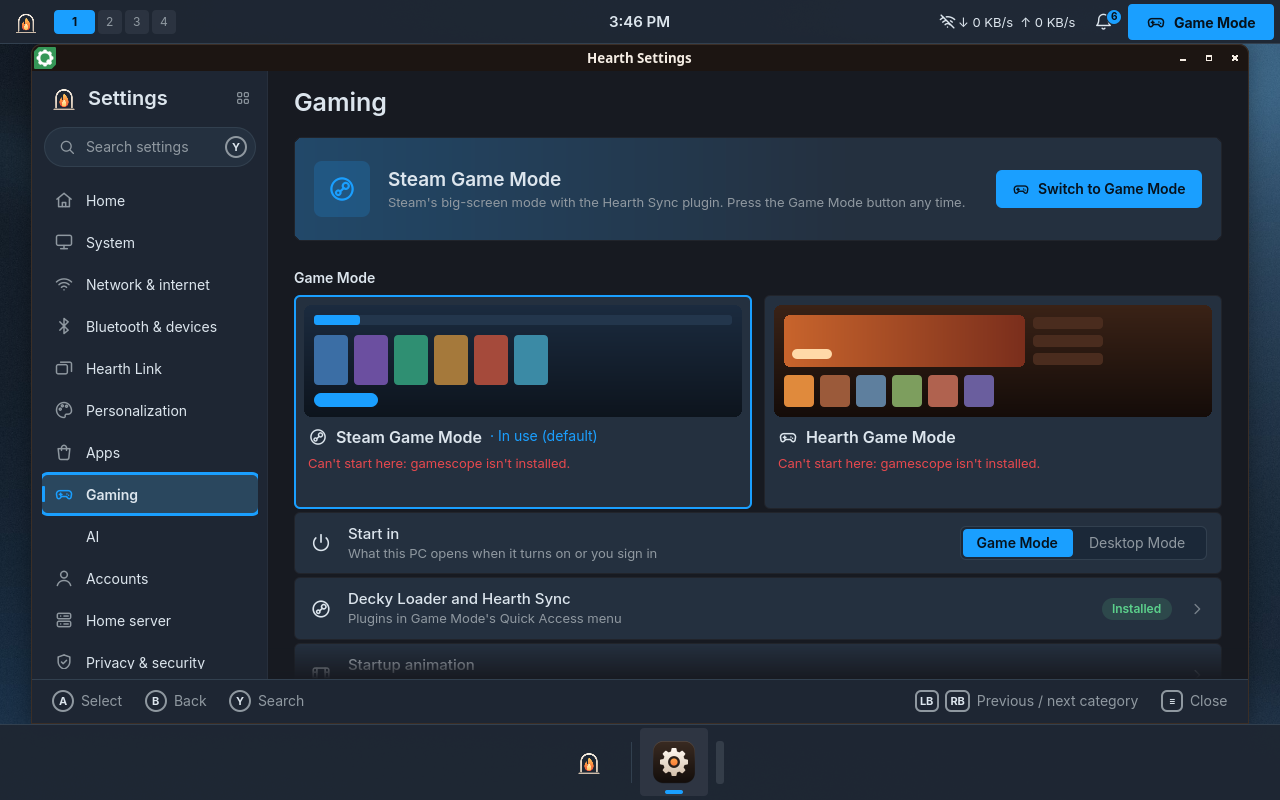 1 2 3 4
3:46 PM
↓ 0 KB/s ↑ 0 KB/s
6
Game Mode
Hearth Settings
Settings
Search settings Y
Home
System
Network & internet
Bluetooth & devices
Hearth Link
Personalization
Apps
Gaming
AI
Accounts
Home server
Privacy & security
Gaming
Steam Game Mode
Steam's big-screen mode with the Hearth Sync plugin. Press the Game Mode button any time.
Switch to Game Mode
Game Mode
Steam Game Mode · In use (default)
Can't start here: gamescope isn't installed.
Hearth Game Mode
Can't start here: gamescope isn't installed.
Start in
What this PC opens when it turns on or you sign in
Game Mode Desktop Mode
Decky Loader and Hearth Sync
Plugins in Game Mode's Quick Access menu
Installed
Startup animation
A Select B Back Y Search
LB RB Previous / next category ≡ Close